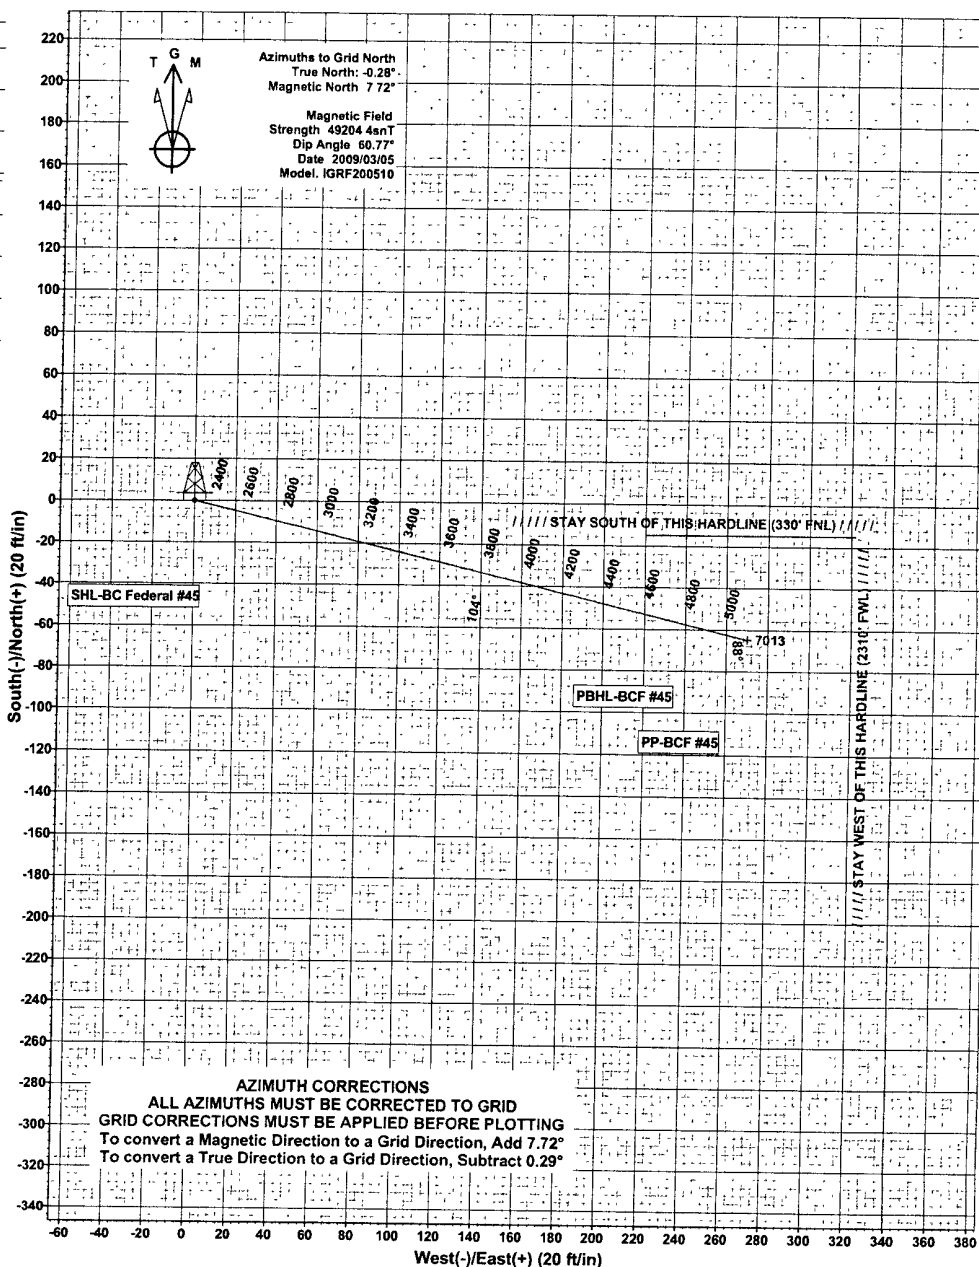 T G M
Azimuths to Grid North
True North: -0.28°
Magnetic North 7 72°
Magnetic Field
Strength 49204 4snT
Dip Angle 60.77°
Date 2009/03/05
Model. IGRF200510
220
200
180
160
140
120
100
80
60
40
20
0
-20
-40
-60
-80
-100
-120
-140
-160
-180
-200
-220
-240
-260
-280
-300
-320
-340
South(-)/North(+) (20 ft/in)
2400
2600
2800
3000
3200
3400
3600
3800
4000
4200
4400
4600
4800
5000
7013
104°
88°
///// STAY SOUTH OF THIS HARDLINE (330' FNL) /////
///// STAY WEST OF THIS HARDLINE (2310' FWL) /////
SHL-BC Federal #45
PBHL-BCF #45
PP-BCF #45
AZIMUTH CORRECTIONS
ALL AZIMUTHS MUST BE CORRECTED TO GRID
GRID CORRECTIONS MUST BE APPLIED BEFORE PLOTTING
To convert a Magnetic Direction to a Grid Direction, Add 7.72°
To convert a True Direction to a Grid Direction, Subtract 0.29°
-60 -40 -20 0 20 40 60 80 100 120 140 160 180 200 220 240 260 280 300 320 340 360 380
West(-)/East(+) (20 ft/in)